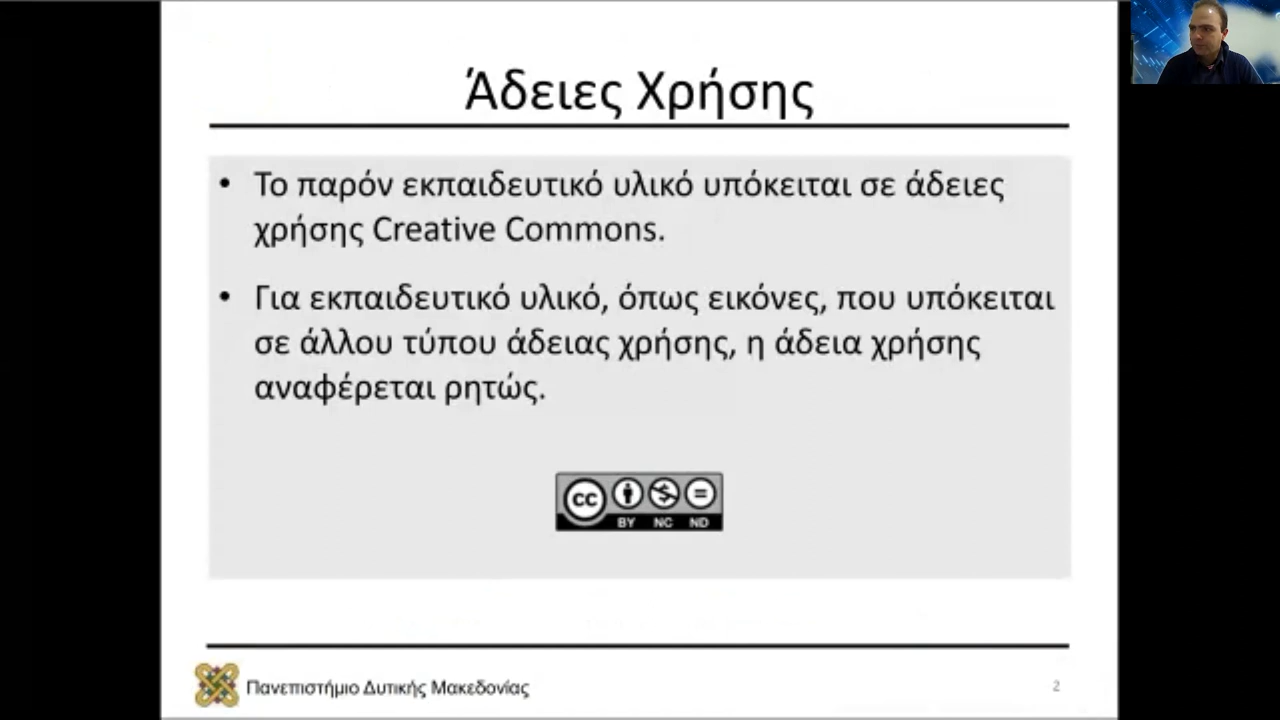 Άδειες Χρήσης
• Το παρόν εκπαιδευτικό υλικό υπόκειται σε άδειες
χρήσης Creative Commons.
• Για εκπαιδευτικό υλικό, όπως εικόνες, που υπόκειται
σε άλλου τύπου άδειας χρήσης, η άδεια χρήσης
αναφέρεται ρητώς.
cc
BY NC ND
Πανεπιστήμιο Δυτικής Μακεδονίας
2